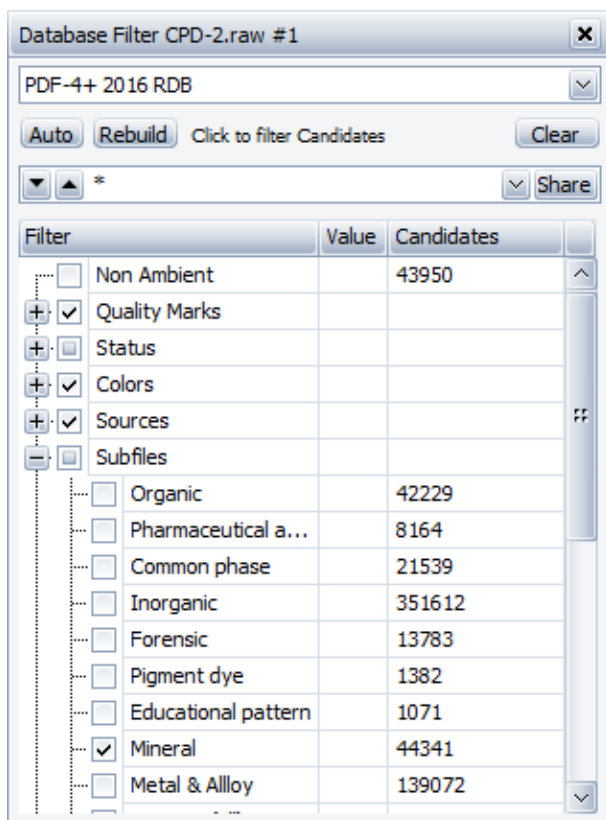 Database Filter CPD-2.raw #1
PDF-4+ 2016 RDB
Auto Rebuild Click to filter Candidates Clear
* Share
Filter Value Candidates
Non Ambient 43950
Quality Marks
Status
Colors
Sources
Subfiles
Organic 42229
Pharmaceutical a... 8164
Common phase 21539
Inorganic 351612
Forensic 13783
Pigment dye 1382
Educational pattern 1071
Mineral 44341
Metal & Allloy 139072